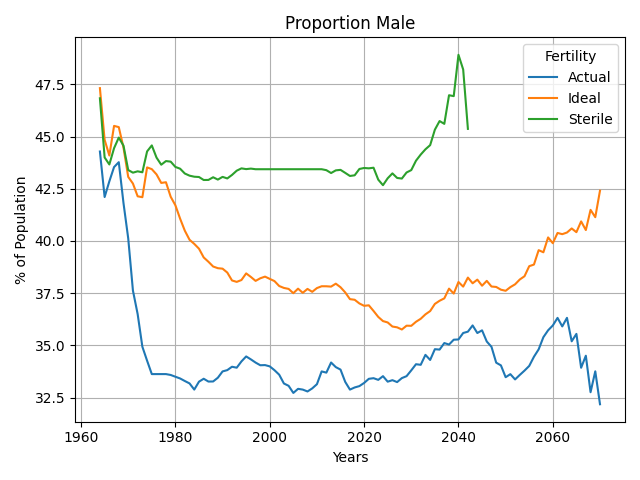 Proportion Male
Fertility
Actual
Ideal
Sterile
% of Population
47.5
45.0
42.5
40.0
37.5
35.0
32.5
1960 1980 2000 2020 2040 2060
Years